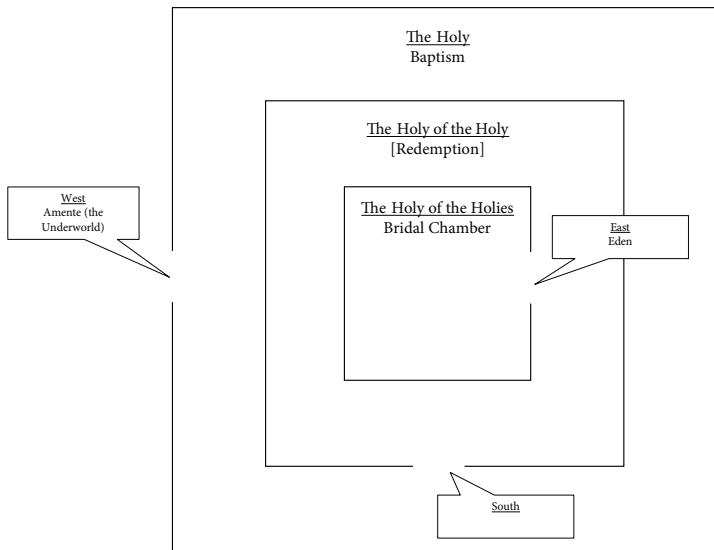 The Holy
Baptism
The Holy of the Holy
[Redemption]
West
Amente (the
Underworld)
The Holy of the Holies
Bridal Chamber
East
Eden
South